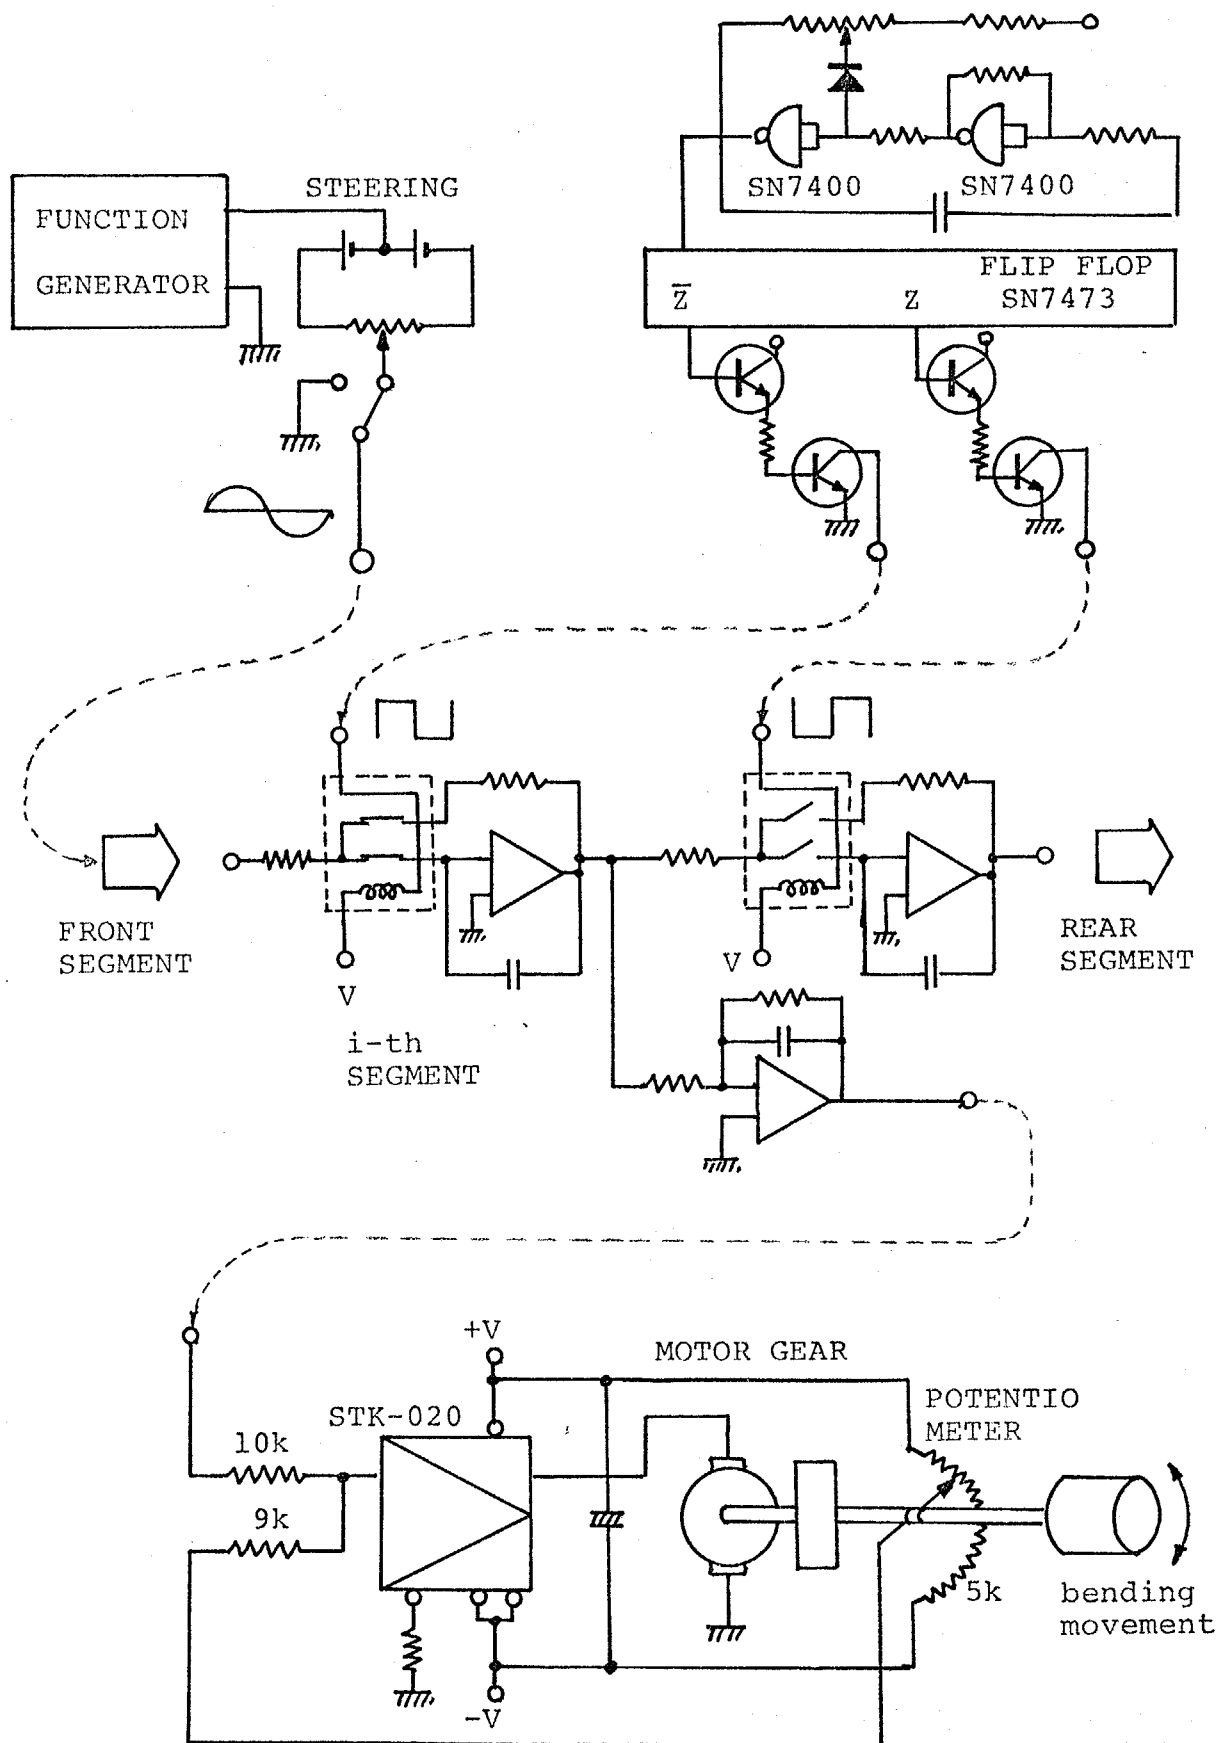 STEERING
FUNCTION
GENERATOR
SN7400
SN7400
FLIP FLOP
SN7473
Z̅
Z
FRONT
SEGMENT
V
i-th
SEGMENT
V
REAR
SEGMENT
+V
MOTOR GEAR
STK-020
POTENTIO
METER
10k
9k
5k
bending
movement
-V